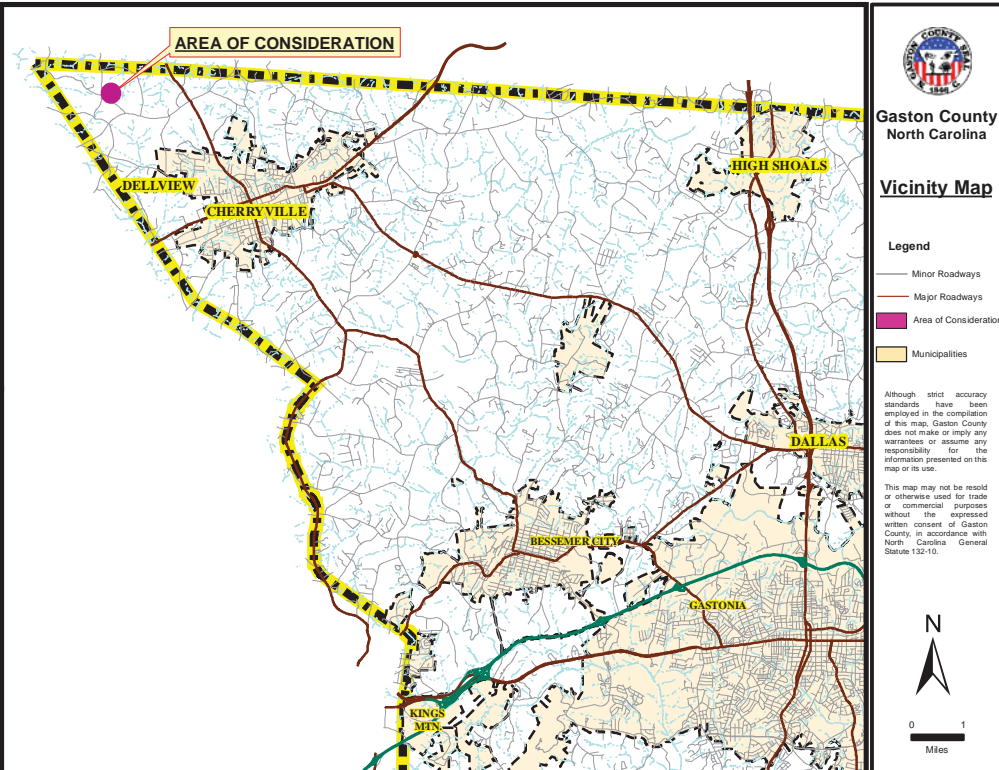 AREA OF CONSIDERATION
DELLVIEW
CHERRYVILLE
HIGH SHOALS
DALLAS
BESSEMER CITY
GASTONIA
KINGS
MTN.
GASTON COUNTY SEAL
N C
1846
Gaston County
North Carolina
Vicinity Map
Legend
Minor Roadways
Major Roadways
Area of Consideration
Municipalities
Although strict accuracy
standards have been
employed in the compilation
of this map, Gaston County
does not make or imply any
warrantees or assume any
responsibility for the
information presented on this
map or its use.
This map may not be resold
or otherwise used for trade
or commercial purposes
without the expressed
written consent of Gaston
County, in accordance with
North Carolina General
Statute 132-10.
N
0 1
Miles